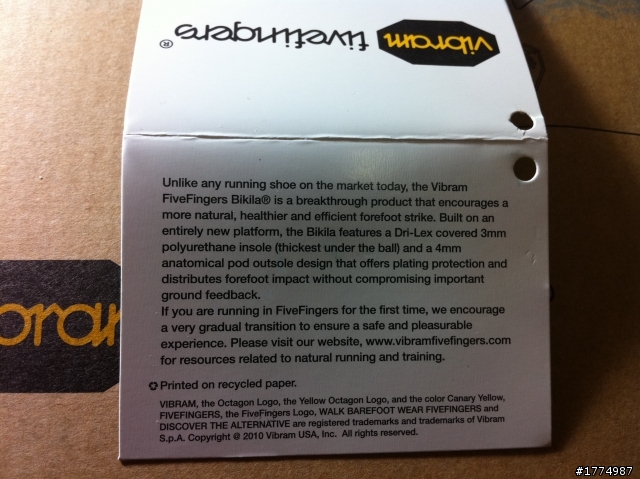 vibram fivefingers®
Unlike any running shoe on the market today, the Vibram
FiveFingers Bikila® is a breakthrough product that encourages a
more natural, healthier and efficient forefoot strike. Built on an
entirely new platform, the Bikila features a Dri-Lex covered 3mm
polyurethane insole (thickest under the ball) and a 4mm
anatomical pod outsole design that offers plating protection and
distributes forefoot impact without compromising important
ground feedback.
If you are running in FiveFingers for the first time, we encourage
a very gradual transition to ensure a safe and pleasurable
experience. Please visit our website, www.vibramfivefingers.com
for resources related to natural running and training.
Printed on recycled paper.
VIBRAM, the Octagon Logo, the Yellow Octagon Logo, and the color Canary Yellow,
FIVEFINGERS, the FiveFingers Logo, WALK BAREFOOT WEAR FIVEFINGERS and
DISCOVER THE ALTERNATIVE are registered trademarks and trademarks of Vibram
S.p.A. Copyright @ 2010 Vibram USA, Inc. All rights reserved.
bram
#1774987